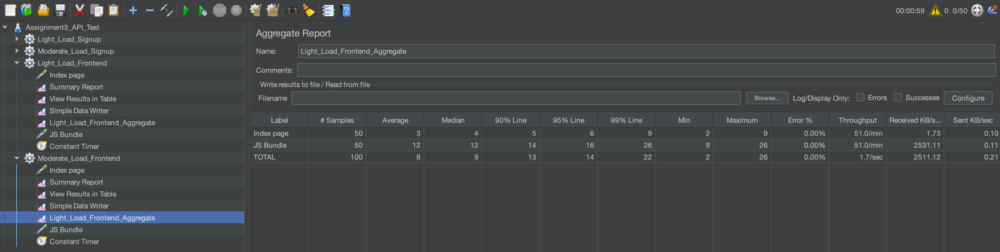 00:00:59 0 0/50
Assignment3_API_Test
Light_Load_Signup
Moderate_Load_Signup
Light_Load_Frontend
Index page
Summary Report
View Results in Table
Simple Data Writer
Light_Load_Frontend_Aggregate
JS Bundle
Constant Timer
Moderate_Load_Frontend
Index page
Summary Report
View Results in Table
Simple Data Writer
Light_Load_Frontend_Aggregate
JS Bundle
Constant Timer
Aggregate Report
Name: Light_Load_Frontend_Aggregate
Comments:
Write results to file / Read from file
Filename Browse... Log/Display Only: Errors Successes Configure
Label # Samples Average Median 90% Line 95% Line 99% Line Min Maximum Error % Throughput Received KB/s... Sent KB/sec
Index page 50 3 4 5 6 9 2 9 0.00% 51.0/min 1.73 0.10
JS Bundle 50 12 12 14 16 26 9 26 0.00% 51.0/min 2531.11 0.11
TOTAL 100 8 9 13 14 22 2 26 0.00% 1.7/sec 2511.12 0.21
STOP
?